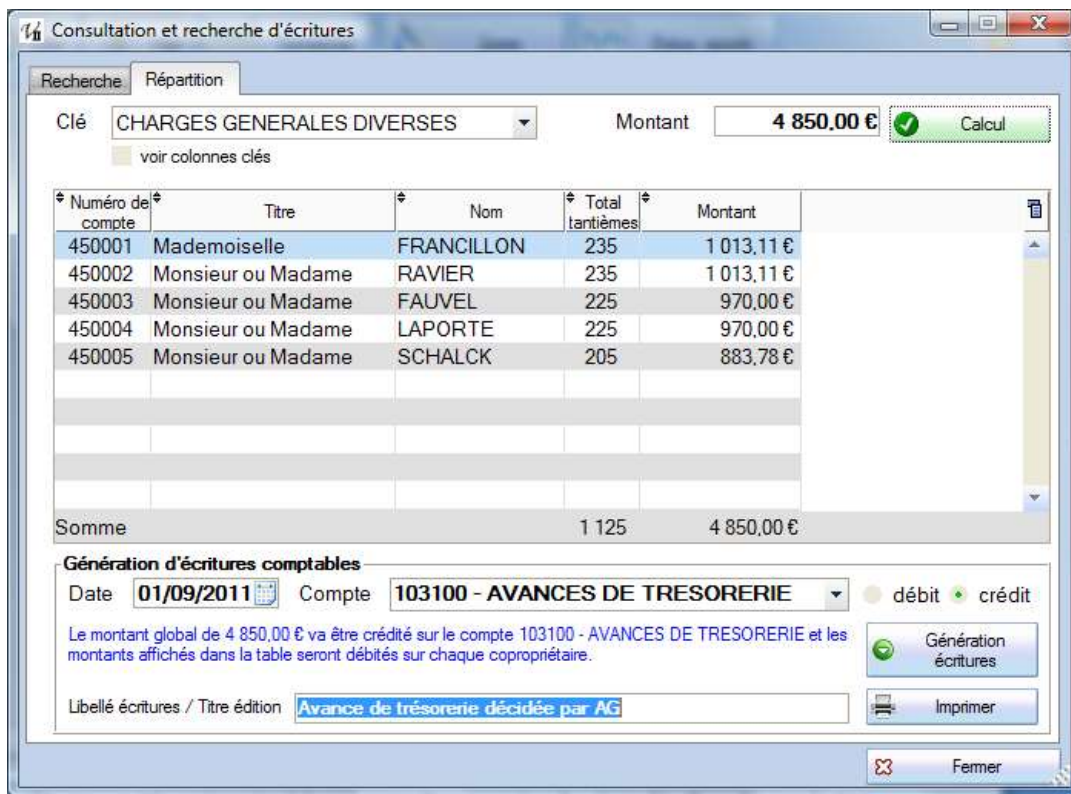 Consultation et recherche d'écritures
Recherche Répartition
Clé CHARGES GENERALES DIVERSES Montant 4 850,00 € Calcul
voir colonnes clés
Numéro de compte Titre Nom Total tantièmes Montant
450001 Mademoiselle FRANCILLON 235 1 013,11 €
450002 Monsieur ou Madame RAVIER 235 1 013,11 €
450003 Monsieur ou Madame FAUVEL 225 970,00 €
450004 Monsieur ou Madame LAPORTE 225 970,00 €
450005 Monsieur ou Madame SCHALCK 205 883,78 €
Somme 1 125 4 850,00 €
Génération d'écritures comptables
Date 01/09/2011 Compte 103100 - AVANCES DE TRESORERIE débit crédit
Le montant global de 4 850,00 € va être crédité sur le compte 103100 - AVANCES DE TRESORERIE et les
montants affichés dans la table seront débités sur chaque copropriétaire.
Génération
écritures
Libellé écritures / Titre édition Avance de trésorerie décidée par AG Imprimer
Fermer